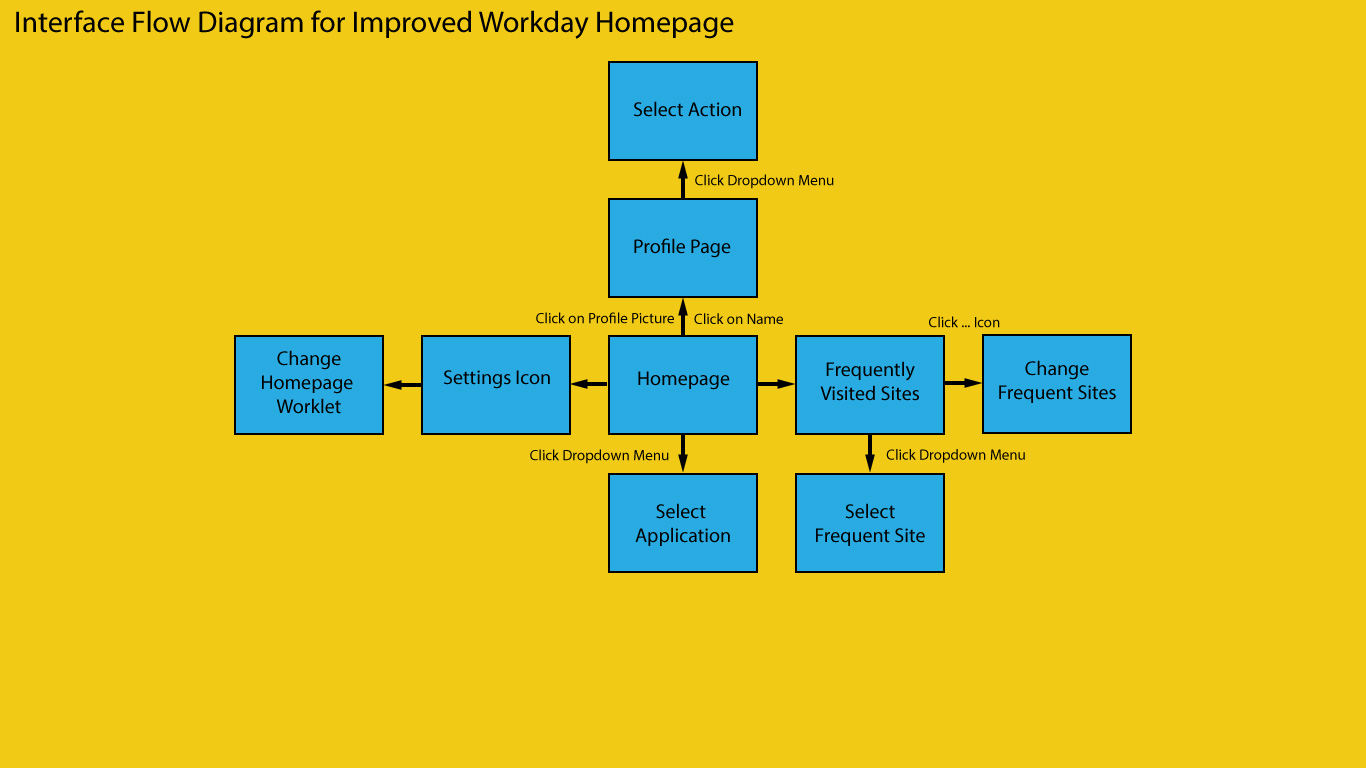 Interface Flow Diagram for Improved Workday Homepage
Select Action
Click Dropdown Menu
Profile Page
Click on Profile Picture
Click on Name
Click ... Icon
Change
Homepage
Worklet
Settings Icon
Homepage
Frequently
Visited Sites
Change
Frequent Sites
Click Dropdown Menu
Click Dropdown Menu
Select
Application
Select
Frequent Site